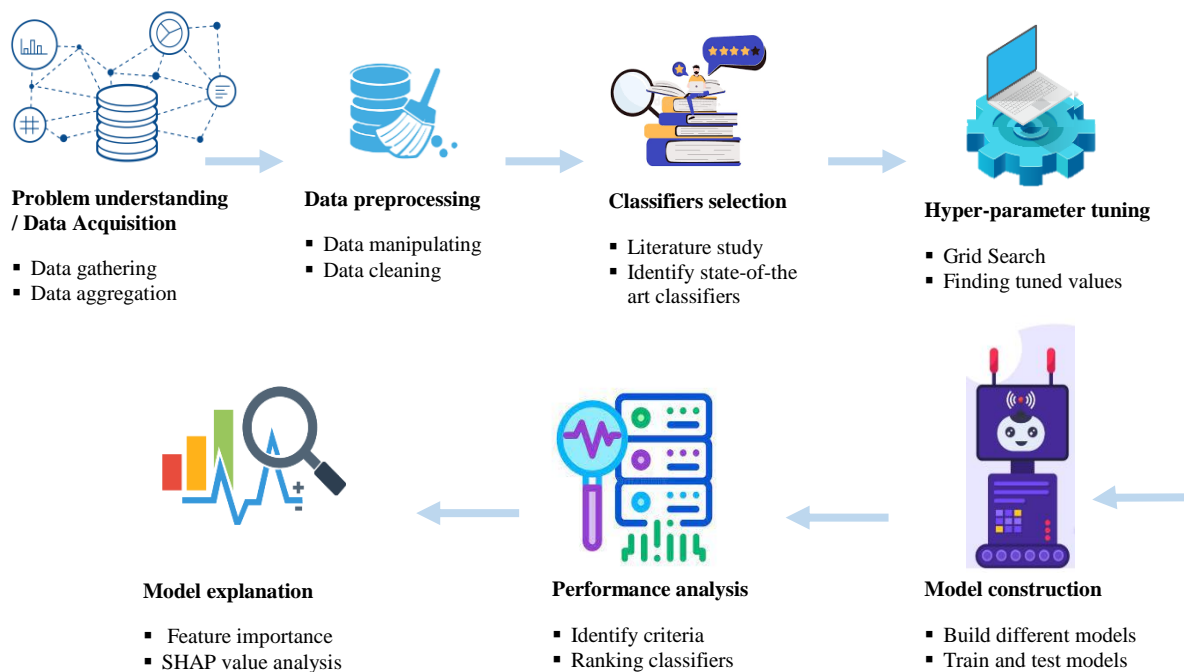 Problem understanding
/ Data Acquisition
▪ Data gathering
▪ Data aggregation
Data preprocessing
▪ Data manipulating
▪ Data cleaning
Classifiers selection
▪ Literature study
▪ Identify state-of-the
art classifiers
Hyper-parameter tuning
▪ Grid Search
▪ Finding tuned values
Model construction
▪ Build different models
▪ Train and test models
Performance analysis
▪ Identify criteria
▪ Ranking classifiers
Model explanation
▪ Feature importance
▪ SHAP value analysis